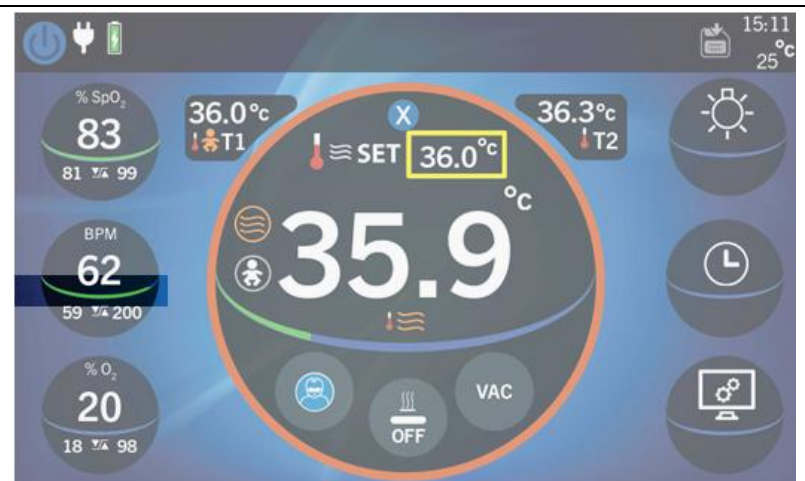 15:11
25°C
% SpO₂
83
81 99
36.0°C
T1
X
36.3°C
T2
SET 36.0°C
°C
35.9
BPM
62
59 200
% O₂
20
18 98
OFF
VAC